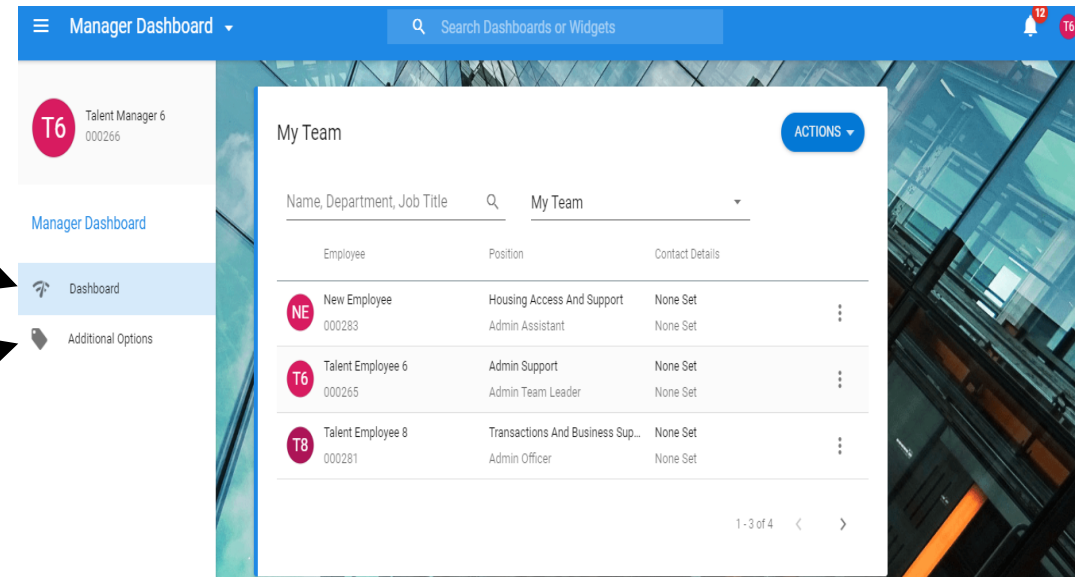 Manager Dashboard
Search Dashboards or Widgets
12
T6
T6
Talent Manager 6
000266
Manager Dashboard
Dashboard
Additional Options
My Team
ACTIONS
Name, Department, Job Title
My Team
Employee Position Contact Details
NE
New Employee Housing Access And Support None Set
000283 Admin Assistant None Set
T6
Talent Employee 6 Admin Support None Set
000265 Admin Team Leader None Set
T8
Talent Employee 8 Transactions And Business Sup... None Set
000281 Admin Officer None Set
1 - 3 of 4